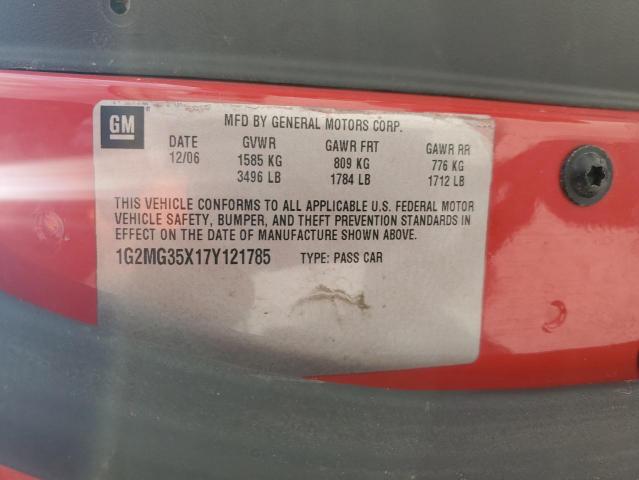 GM
MFD BY GENERAL MOTORS CORP.
DATE GVWR GAWR FRT GAWR RR
12/06 1585 KG 809 KG 776 KG
3496 LB 1784 LB 1712 LB
THIS VEHICLE CONFORMS TO ALL APPLICABLE U.S. FEDERAL MOTOR
VEHICLE SAFETY, BUMPER, AND THEFT PREVENTION STANDARDS IN
EFFECT ON THE DATE OF MANUFACTURE SHOWN ABOVE.
1G2MG35X17Y121785 TYPE: PASS CAR